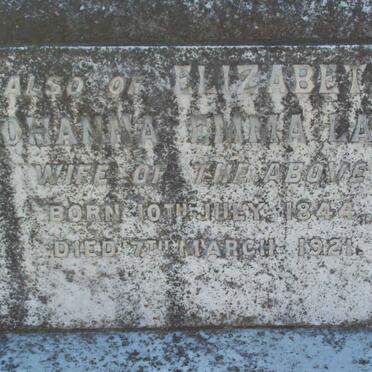 ALSO OF ELIZABET
OHANNA EMMA LA
WIFE OF THE ABOVE
BORN 10TH JULY 1844
DIED 7TH MARCH 1921